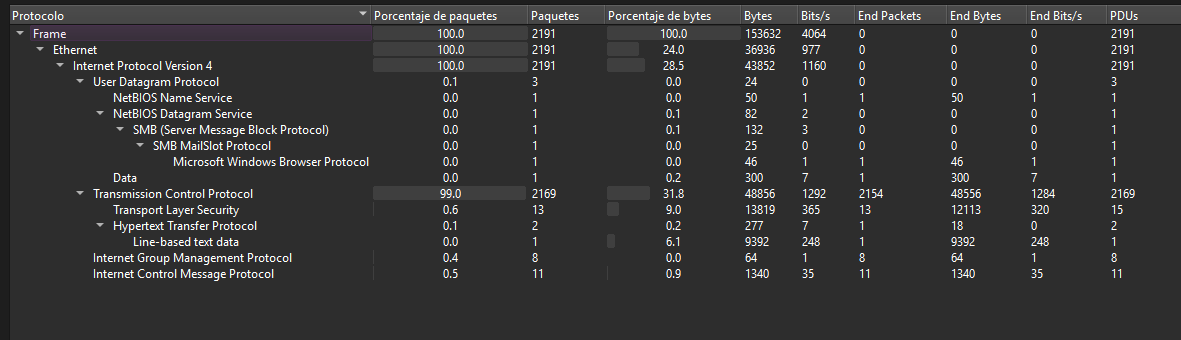 Protocolo Porcentaje de paquetes Paquetes Porcentaje de bytes Bytes Bits/s End Packets End Bytes End Bits/s PDUs
Frame 100.0 2191 100.0 153632 4064 0 0 0 2191
Ethernet 100.0 2191 24.0 36936 977 0 0 0 2191
Internet Protocol Version 4 100.0 2191 28.5 43852 1160 0 0 0 2191
User Datagram Protocol 0.1 3 0.0 24 0 0 0 0 3
NetBIOS Name Service 0.0 1 0.0 50 1 1 50 1 1
NetBIOS Datagram Service 0.0 1 0.1 82 2 0 0 0 1
SMB (Server Message Block Protocol) 0.0 1 0.1 132 3 0 0 0 1
SMB MailSlot Protocol 0.0 1 0.0 25 0 0 0 0 1
Microsoft Windows Browser Protocol 0.0 1 0.0 46 1 1 46 1 1
Data 0.0 1 0.2 300 7 1 300 7 1
Transmission Control Protocol 99.0 2169 31.8 48856 1292 2154 48556 1284 2169
Transport Layer Security 0.6 13 9.0 13819 365 13 12113 320 15
Hypertext Transfer Protocol 0.1 2 0.2 277 7 1 18 0 2
Line-based text data 0.0 1 6.1 9392 248 1 9392 248 1
Internet Group Management Protocol 0.4 8 0.0 64 1 8 64 1 8
Internet Control Message Protocol 0.5 11 0.9 1340 35 11 1340 35 11